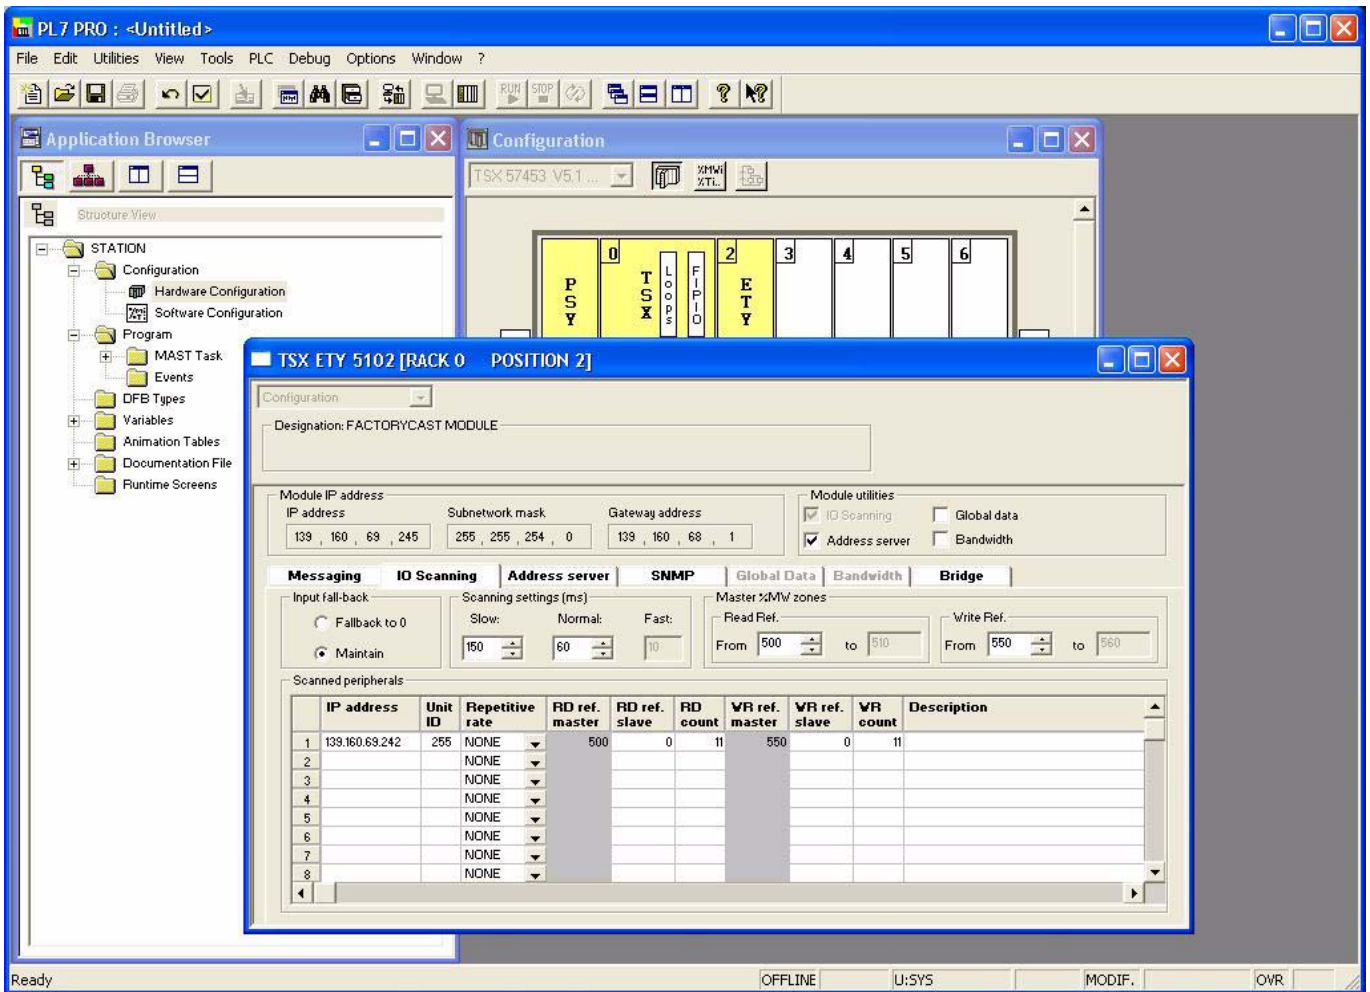 PL7 PRO : <Untitled>
File Edit Utilities View Tools PLC Debug Options Window ?
RUN STOP
Application Browser
Configuration
TSX 57453 V5.1 ...
%MWi
%Ti..
Structure View
STATION
Configuration
Hardware Configuration
Software Configuration
Program
MAST Task
Events
DFB Types
Variables
Animation Tables
Documentation File
Runtime Screens
0 2 3 4 5 6
PSY TSX Loops FIPIO ETY
TSX ETY 5102 [RACK 0 POSITION 2]
Configuration
Designation: FACTORYCAST MODULE
Module IP address
IP address Subnetwork mask Gateway address
139 , 160 , 69 , 245 255 , 255 , 254 , 0 139 , 160 , 68 , 1
Module utilities
IO Scanning Global data
Address server Bandwidth
Messaging IO Scanning Address server SNMP Global Data Bandwidth Bridge
Input fall-back
Fallback to 0
Maintain
Scanning settings (ms)
Slow: Normal: Fast:
150 60 10
Master %MW zones
Read Ref.
From 500 to 510
Write Ref.
From 550 to 560
Scanned peripherals
IP address Unit ID Repetitive rate RD ref. master RD ref. slave RD count WR ref. master WR ref. slave WR count Description
1 139.160.69.242 255 NONE 500 0 11 550 0 11
2 NONE
3 NONE
4 NONE
5 NONE
6 NONE
7 NONE
8 NONE
Ready OFFLINE U:SYS MODIF. OVR